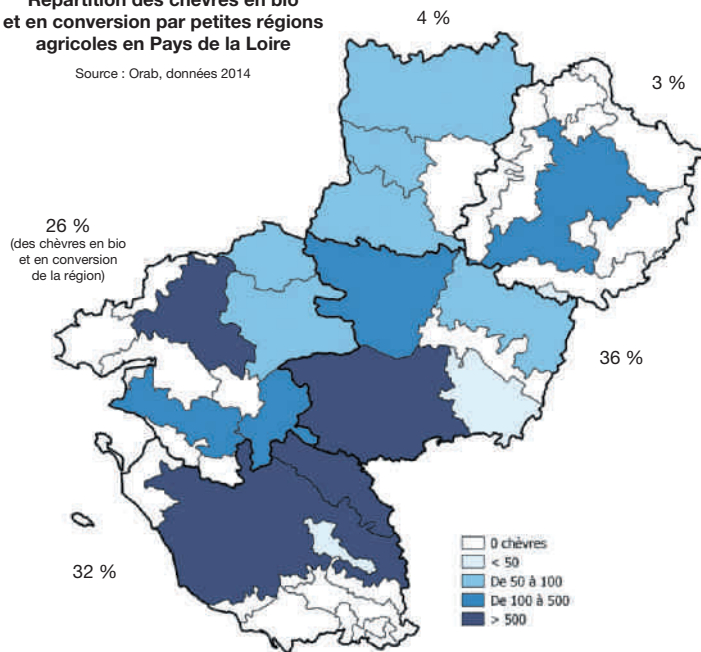 Répartition des chèvres en bio
et en conversion par petites régions
agricoles en Pays de la Loire
Source : Orab, données 2014
4 %
3 %
26 %
(des chèvres en bio
et en conversion
de la région)
36 %
32 %
0 chèvres
< 50
De 50 à 100
De 100 à 500
> 500